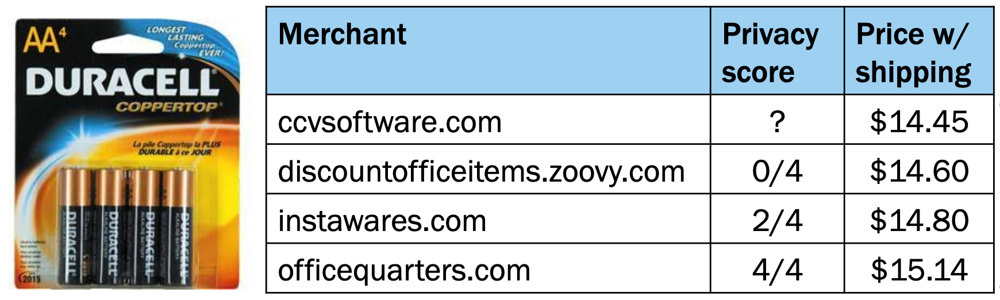 AA4
LONGEST
LASTING
Coppertop
EVER!
DURACELL®
COPPERTOP®
La pile Coppertop la PLUS
DURABLE à ce JOUR
DURACELL DURACELL DURACELL DURACELL
2015
Merchant Privacy score Price w/ shipping
ccvsoftware.com ? $14.45
discountofficeitems.zoovy.com 0/4 $14.60
instawares.com 2/4 $14.80
officequarters.com 4/4 $15.14